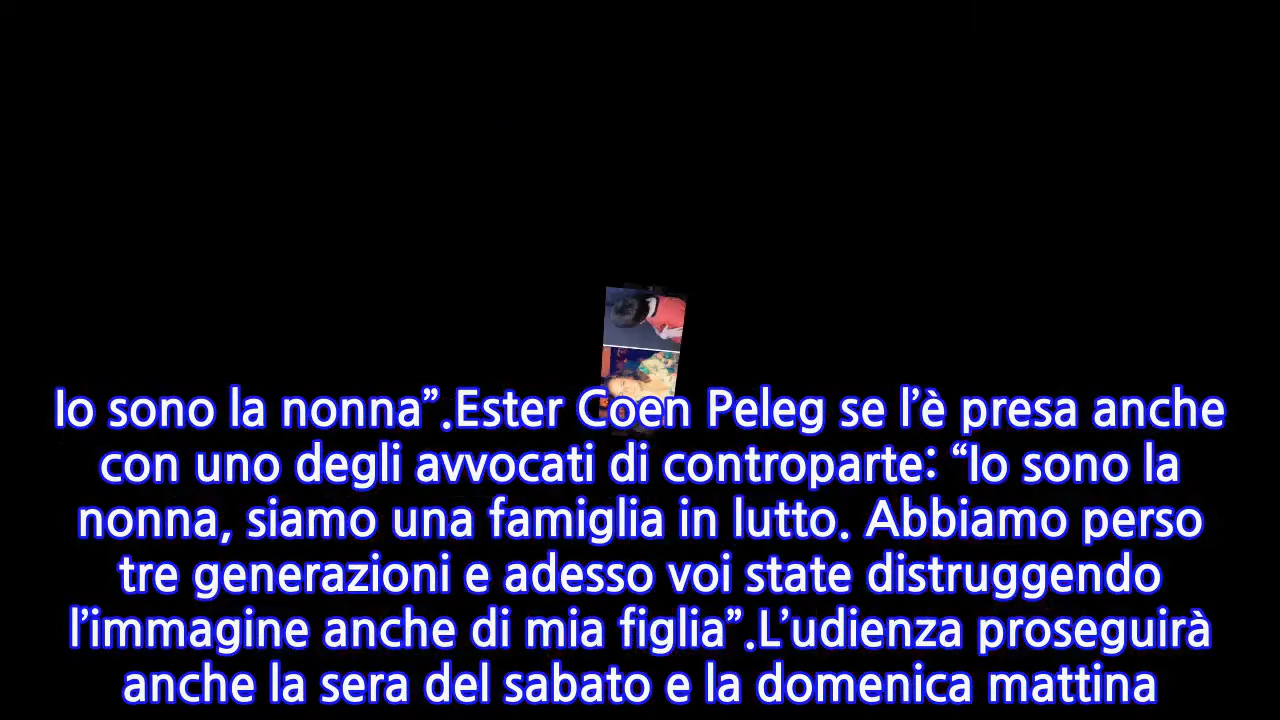 Io sono la nonna”.Ester Coen Peleg se l’è presa anche
con uno degli avvocati di controparte: “Io sono la
nonna, siamo una famiglia in lutto. Abbiamo perso
tre generazioni e adesso voi state distruggendo
l’immagine anche di mia figlia”.L’udienza proseguirà
anche la sera del sabato e la domenica mattina